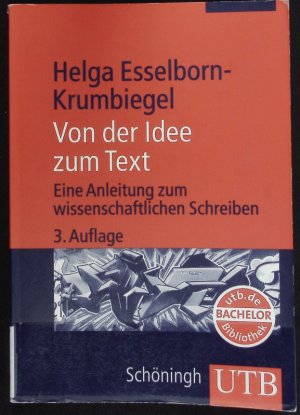 Helga Esselborn-
Krumbiegel
Von der Idee
zum Text
Eine Anleitung zum
wissenschaftlichen Schreiben
3. Auflage
utb.de
BACHELOR
Bibliothek
Schöningh
UTB